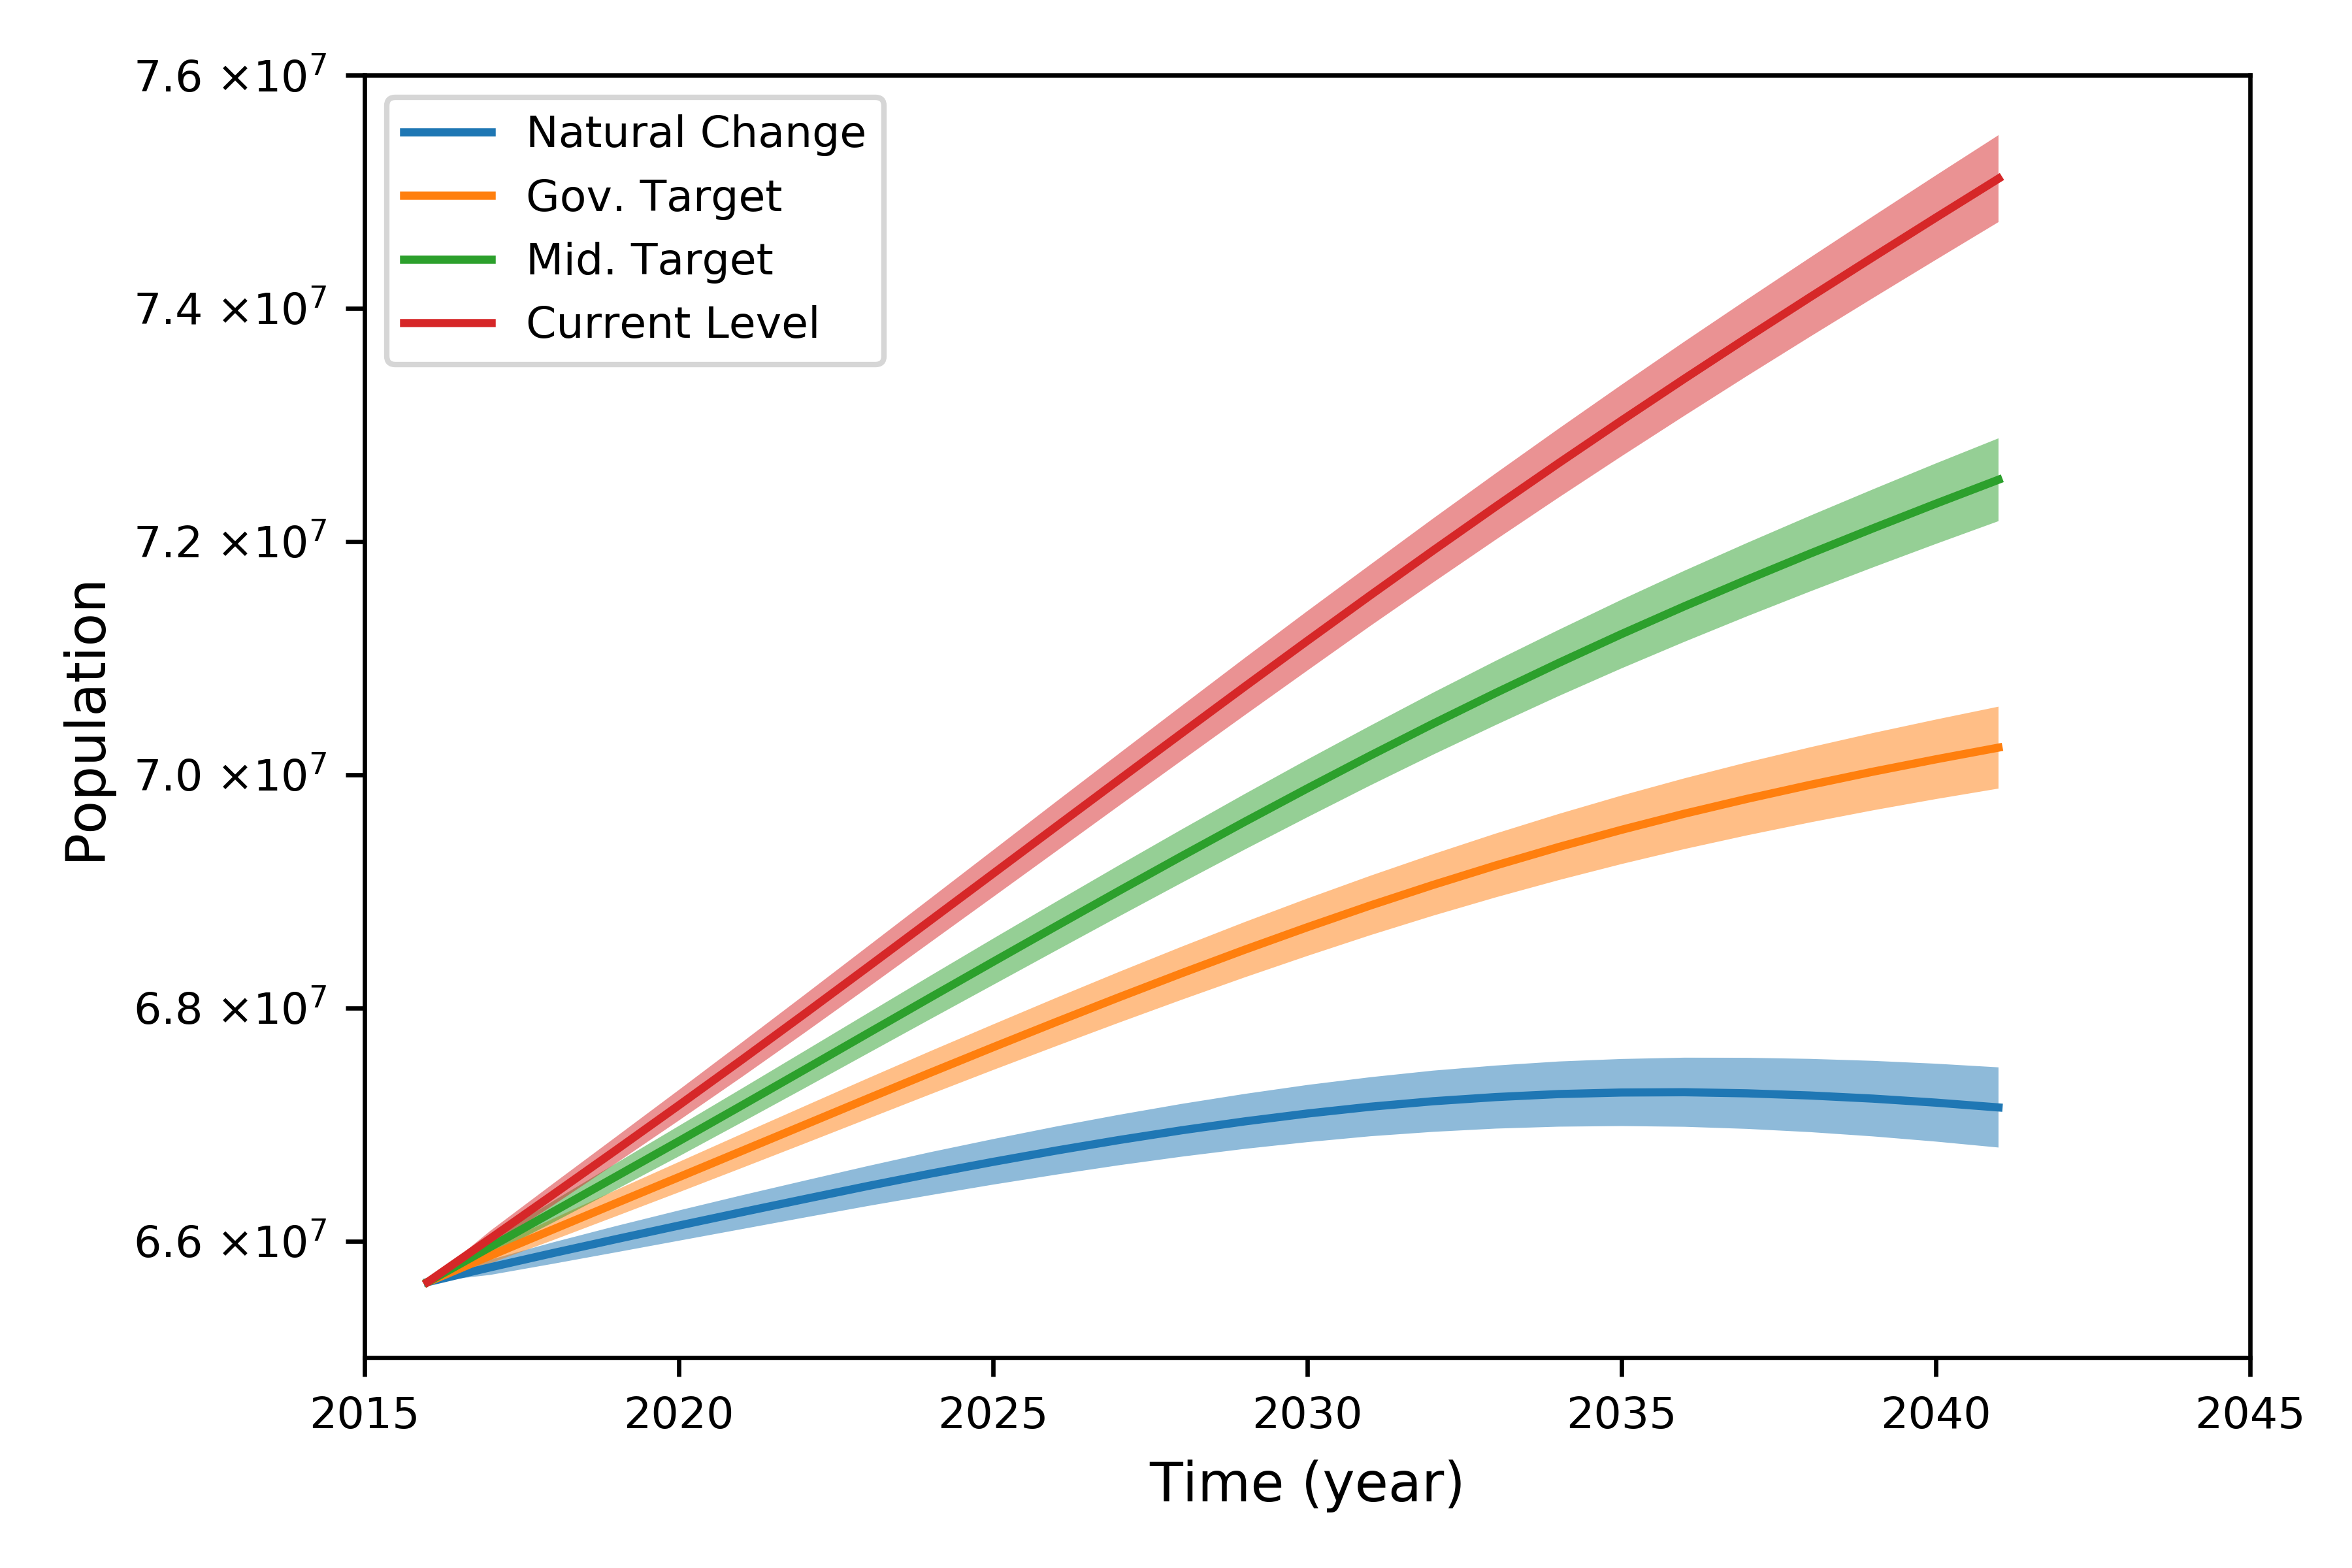 7.6 ×10⁷
7.4 ×10⁷
7.2 ×10⁷
7.0 ×10⁷
6.8 ×10⁷
6.6 ×10⁷
Population
Natural Change
Gov. Target
Mid. Target
Current Level
2015 2020 2025 2030 2035 2040 2045
Time (year)